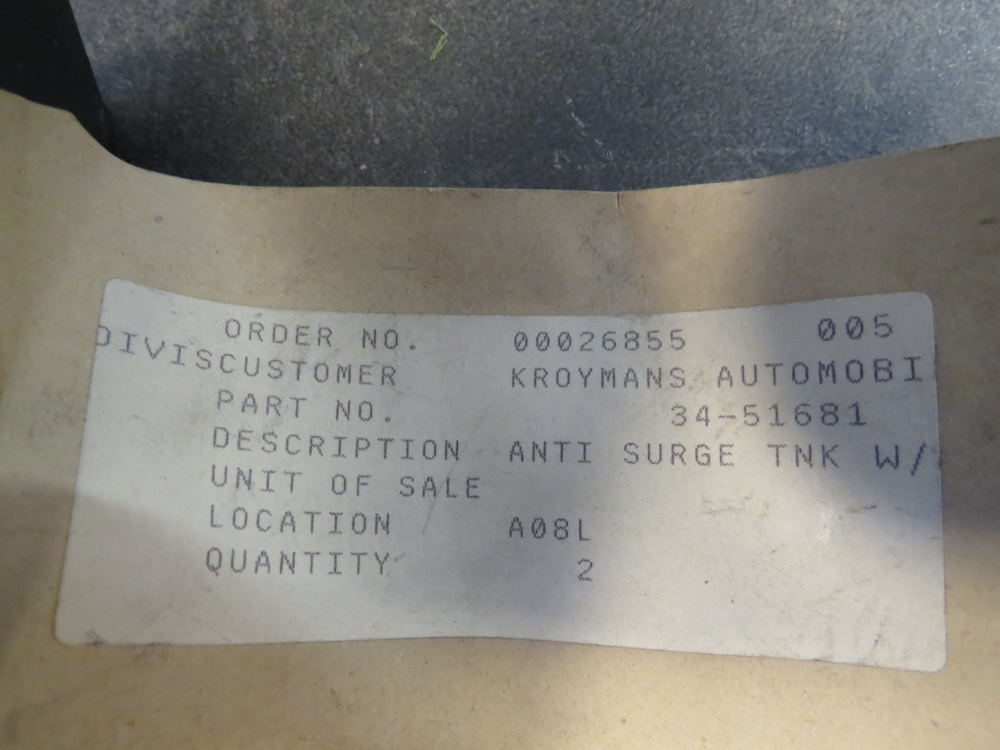 ORDER NO. 00026855 005
DIVISCUSTOMER KROYMANS AUTOMOBI
PART NO. 34-51681
DESCRIPTION ANTI SURGE TNK W/
UNIT OF SALE
LOCATION A08L
QUANTITY 2